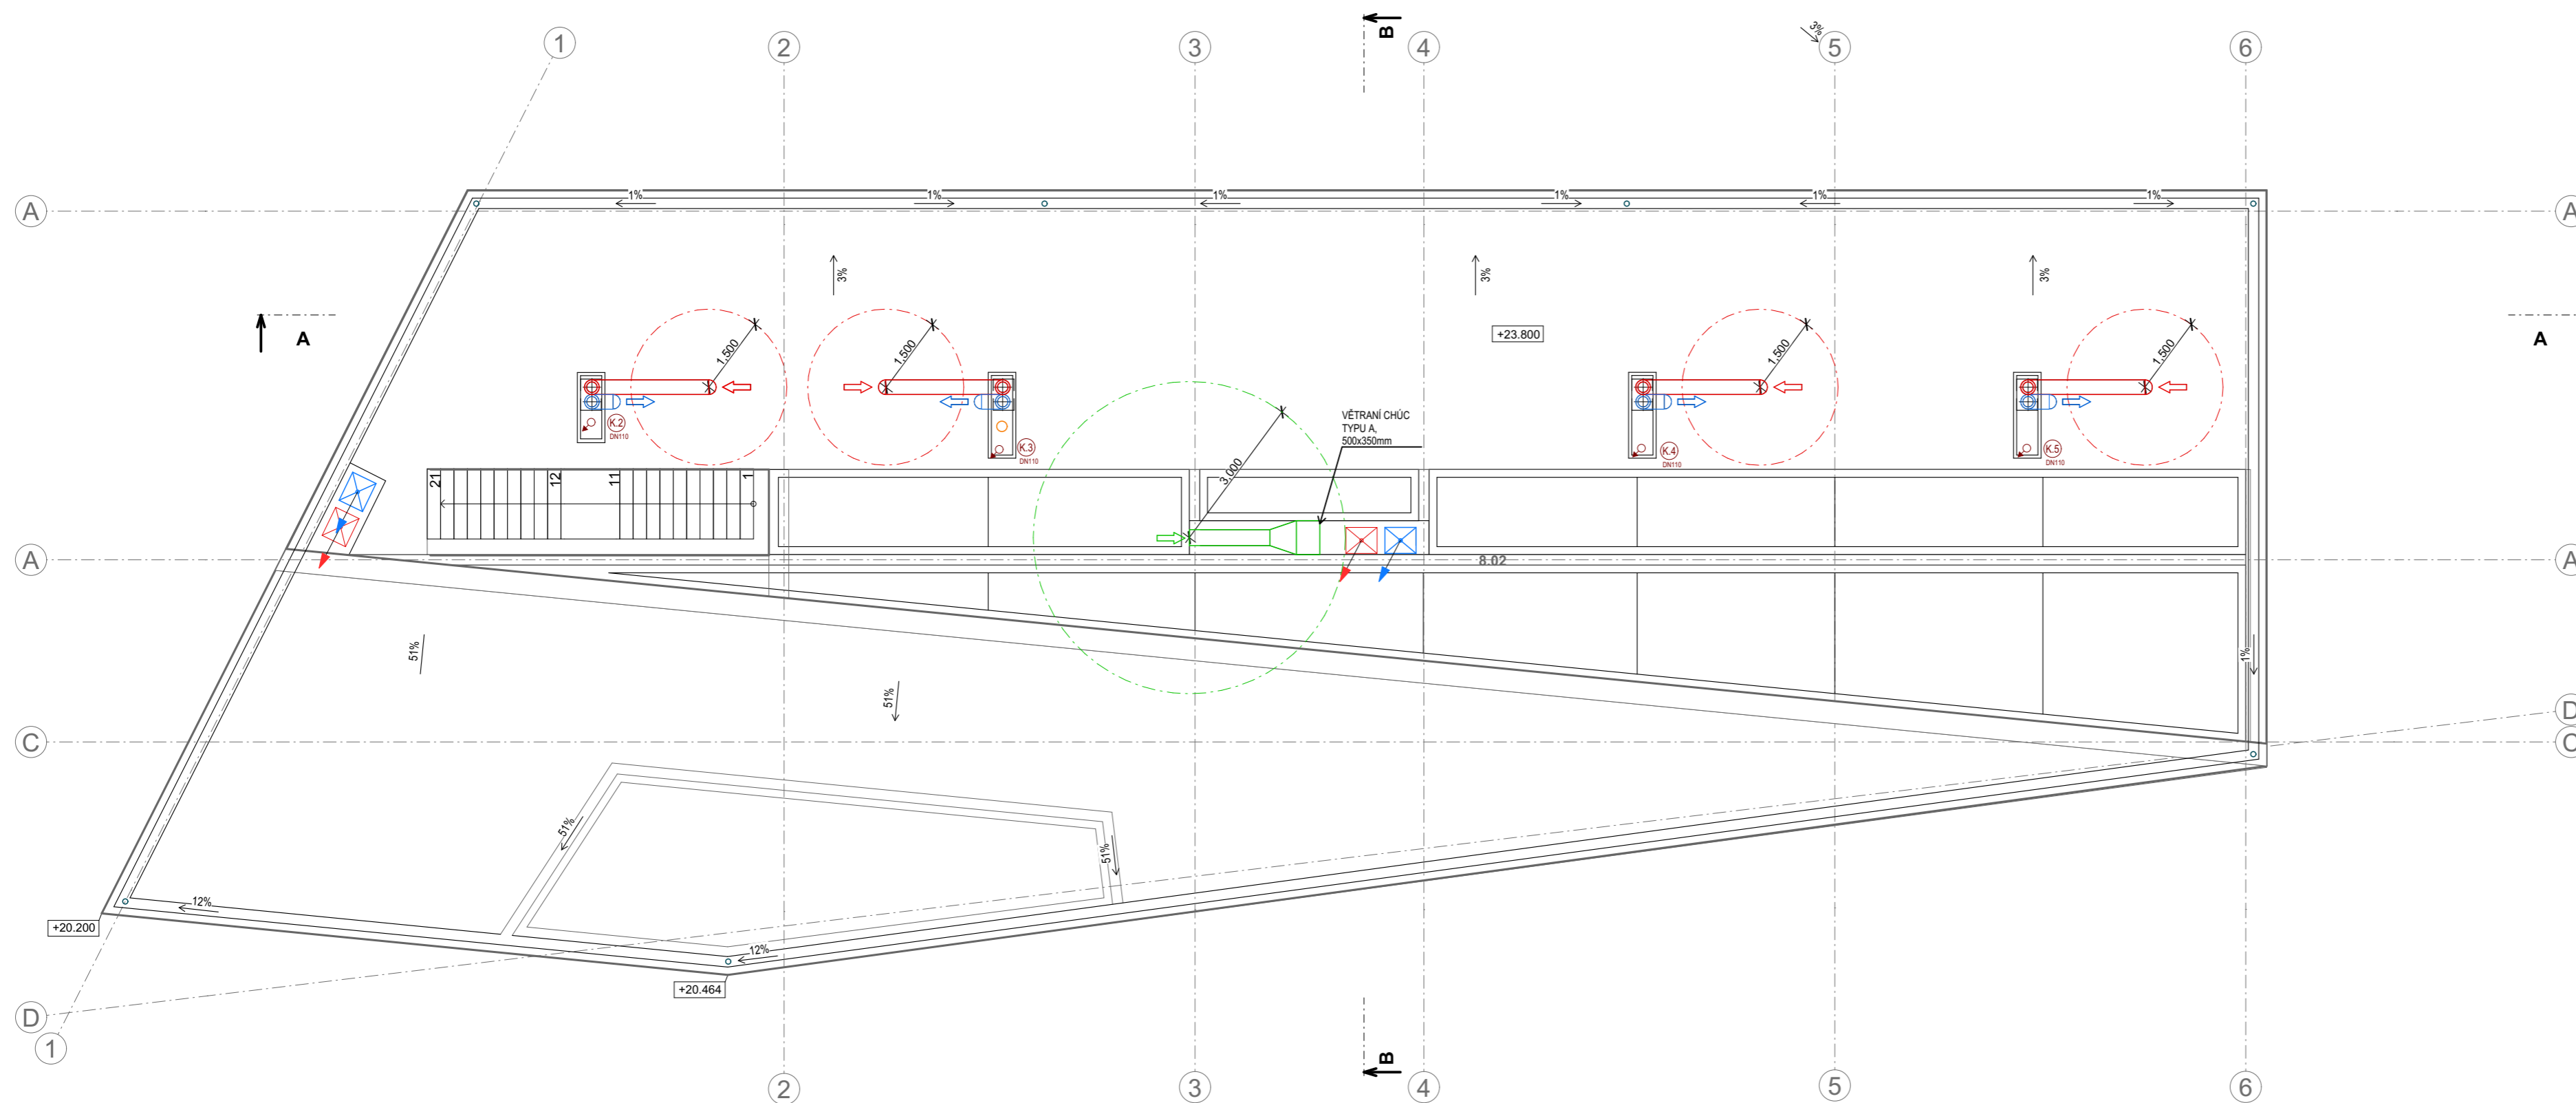 1
2
3
B
4
3%
5
6
1%
1%
1%
1%
1%
1%
A
A
3%
3%
3%
A
+23.800
A
1,500
1,500
1,500
1,500
K.2
DN110
K.3
DN110
K.4
DN110
K.5
DN110
VĚTRANÍ CHÚC
TYPU A,
500x350mm
3,000
21
12
11
1
A
8.02
A
51%
51%
1%
D
C
C
51%
51%
12%
+20.200
12%
+20.464
D
1
B
2
3
4
5
6